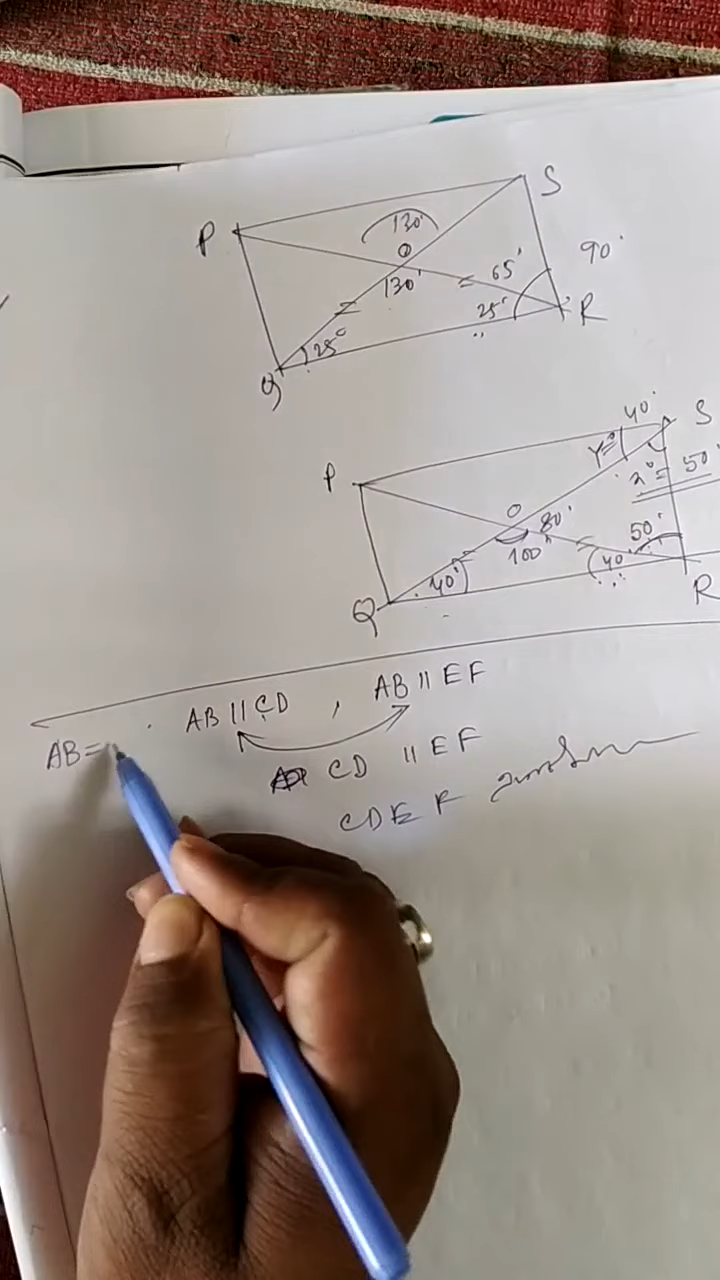 S
P
130°
O
130°
65°
90°
25°
R
25°
Q
40°
S
y°=
P
x°= 50°
O
80°
50°
100°
40°
40°
Q
R
AB || CD , AB || EF
AB=
CD || EF
CDEF